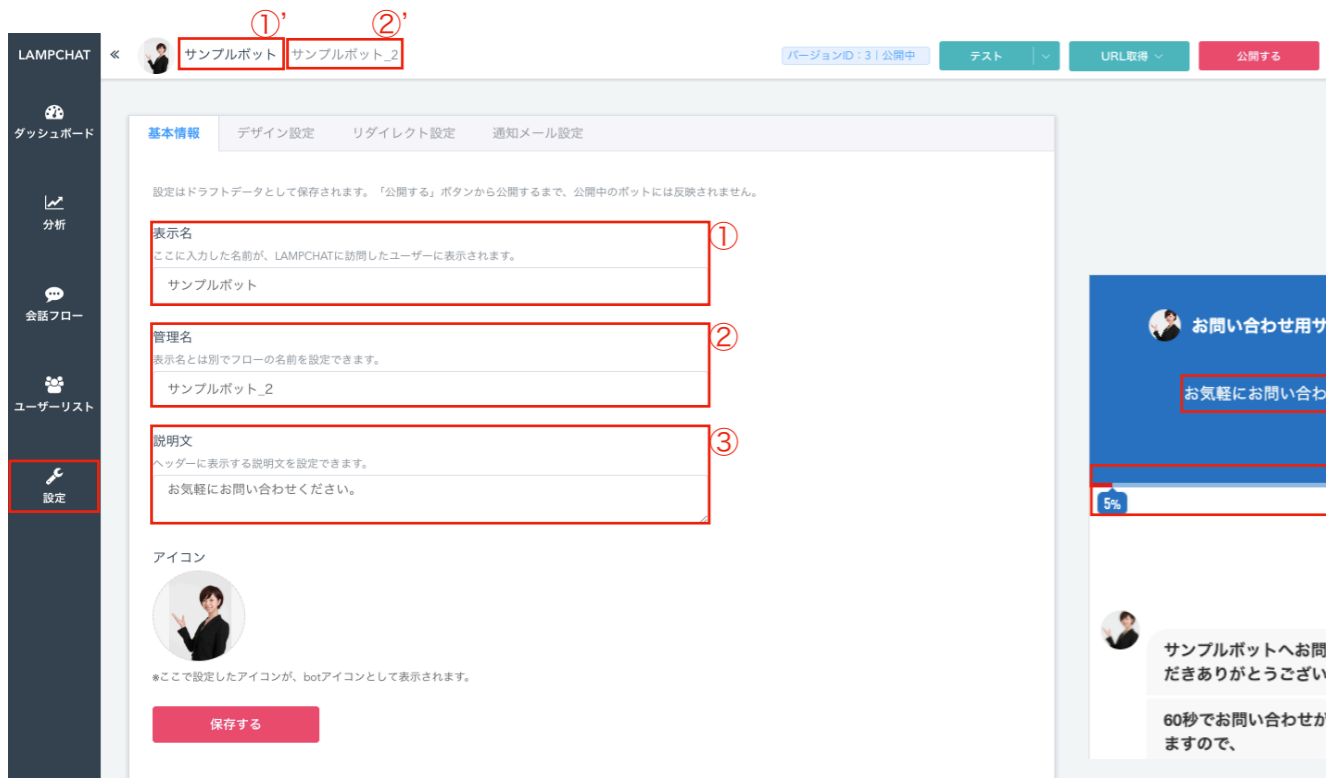 ①’ ②’
LAMPCHAT « サンプルボット サンプルボット_2 バージョンID：3 | 公開中 テスト URL取得 公開する
ダッシュボード
分析
会話フロー
ユーザーリスト
設定
基本情報 デザイン設定 リダイレクト設定 通知メール設定
設定はドラフトデータとして保存されます。「公開する」ボタンから公開するまで、公開中のボットには反映されません。
表示名 ①
ここに入力した名前が、LAMPCHATに訪問したユーザーに表示されます。
サンプルボット
管理名 ②
表示名とは別でフローの名前を設定できます。
サンプルボット_2
説明文 ③
ヘッダーに表示する説明文を設定できます。
お気軽にお問い合わせください。
アイコン
※ここで設定したアイコンが、botアイコンとして表示されます。
保存する
お問い合わせ用サ
お気軽にお問い合わ
5%
サンプルボットへお問
だきありがとうござい
60秒でお問い合わせが
ますので、